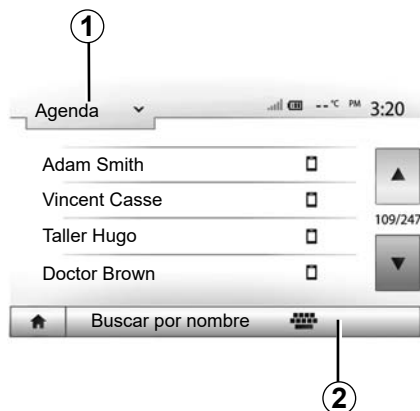 1
Agenda --°C PM 3:20
Adam Smith
Vincent Casse
109/247
Taller Hugo
Doctor Brown
Buscar por nombre
2